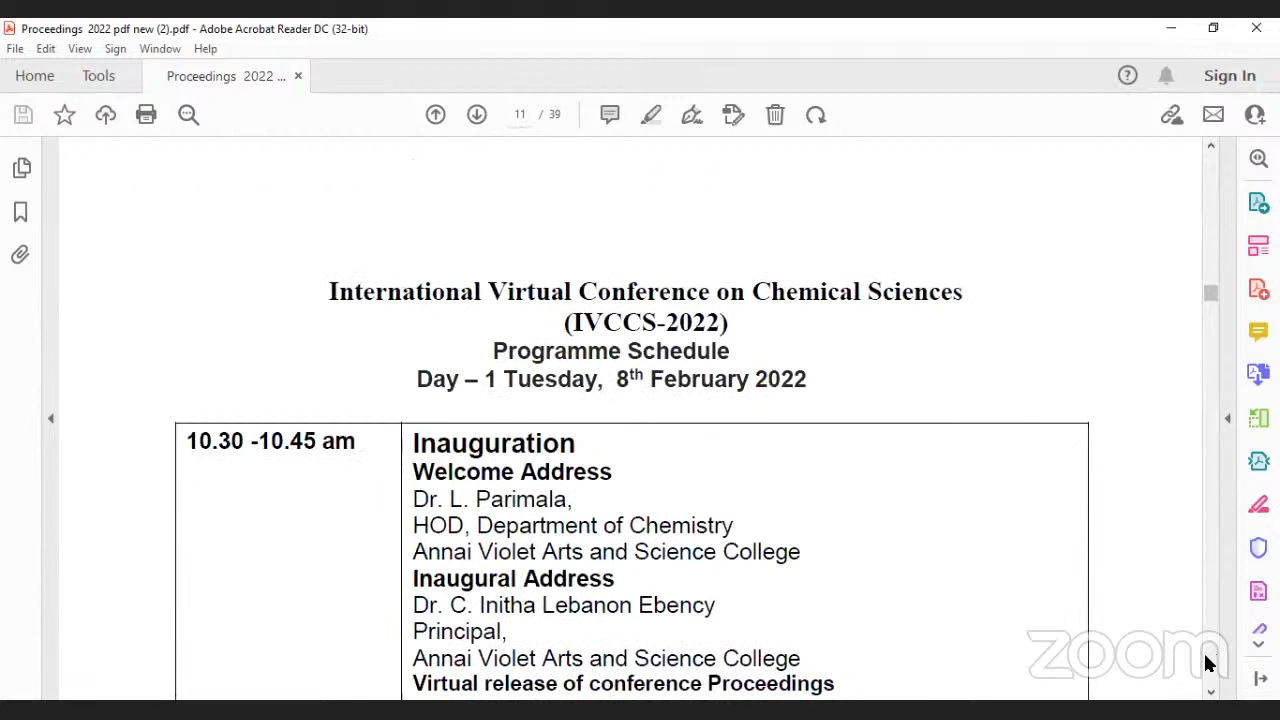 Proceedings 2022 pdf new (2).pdf - Adobe Acrobat Reader DC (32-bit)
File Edit View Sign Window Help
Home Tools Proceedings 2022 ... × Sign In
11 / 39
International Virtual Conference on Chemical Sciences
(IVCCS-2022)
Programme Schedule
Day – 1 Tuesday, 8th February 2022
10.30 -10.45 am Inauguration
Welcome Address
Dr. L. Parimala,
HOD, Department of Chemistry
Annai Violet Arts and Science College
Inaugural Address
Dr. C. Initha Lebanon Ebency
Principal,
Annai Violet Arts and Science College
Virtual release of conference Proceedings
zoom